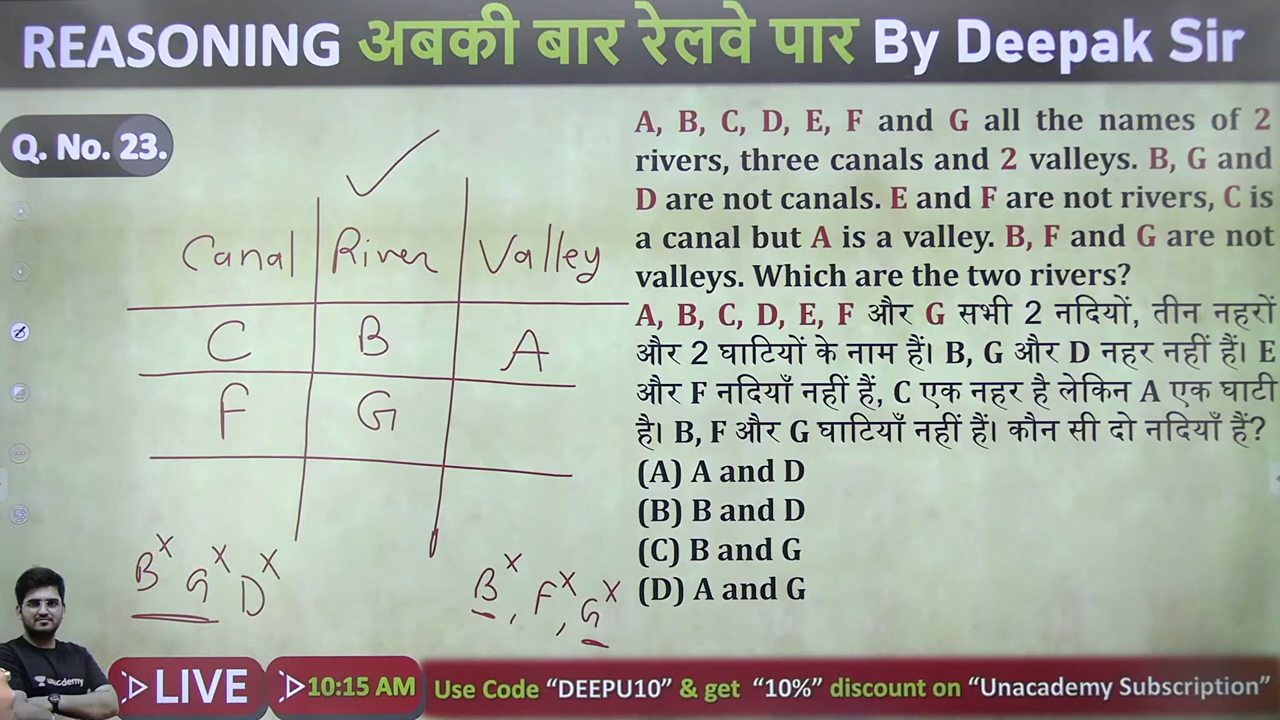 REASONING अबकी बार रेलवे पार By Deepak Sir
Q. No. 23.
A, B, C, D, E, F and G all the names of 2
rivers, three canals and 2 valleys. B, G and
D are not canals. E and F are not rivers, C is
a canal but A is a valley. B, F and G are not
valleys. Which are the two rivers?
A, B, C, D, E, F और G सभी 2 नदियों, तीन नहरों
और 2 घाटियों के नाम हैं। B, G और D नहर नहीं हैं। E
और F नदियाँ नहीं हैं, C एक नहर है लेकिन A एक घाटी
है। B, F और G घाटियाँ नहीं हैं। कौन सी दो नदियाँ हैं?
(A) A and D
(B) B and D
(C) B and G
(D) A and G
Canal River Valley
C B A
F G
B× G× D×
B×, F×, G×
unacademy
LIVE
10:15 AM
Use Code “DEEPU10” & get “10%” discount on “Unacademy Subscription”